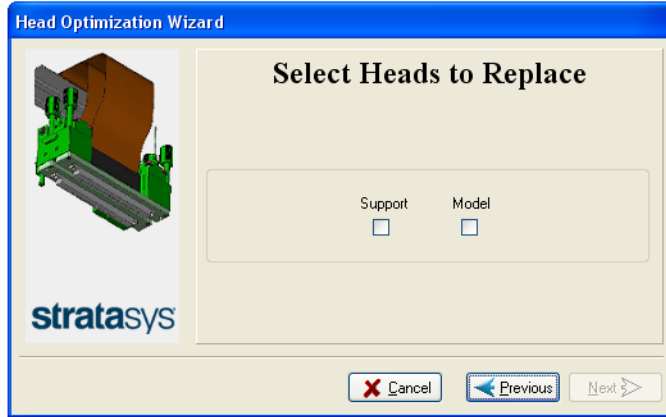 Head Optimization Wizard
Select Heads to Replace
Support Model
stratasys
Cancel Previous Next